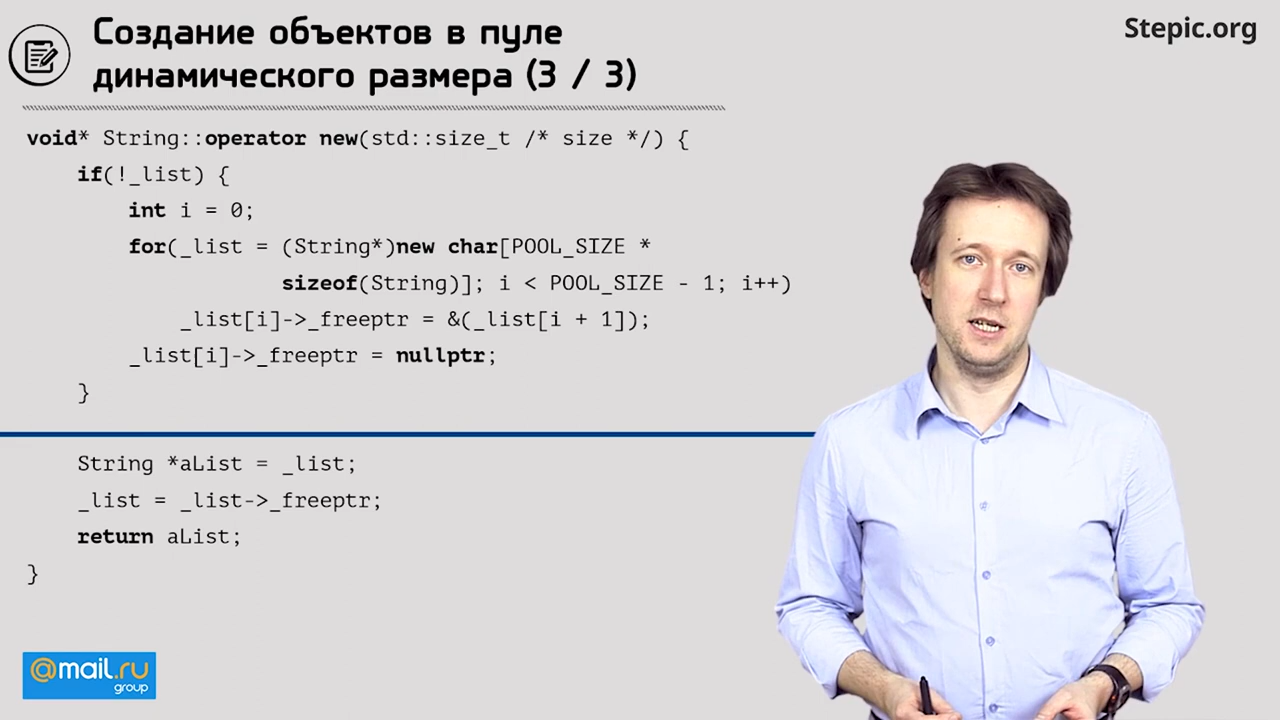 Создание объектов в пуле
динамического размера (3 / 3)
Stepic.org
void* String::operator new(std::size_t /* size */) {
    if(!_list) {
        int i = 0;
        for(_list = (String*)new char[POOL_SIZE *
                    sizeof(String)]; i < POOL_SIZE - 1; i++)
            _list[i]->_freeptr = &(_list[i + 1]);
        _list[i]->_freeptr = nullptr;
    }
    String *aList = _list;
    _list = _list->_freeptr;
    return aList;
}
@mail.ru
group